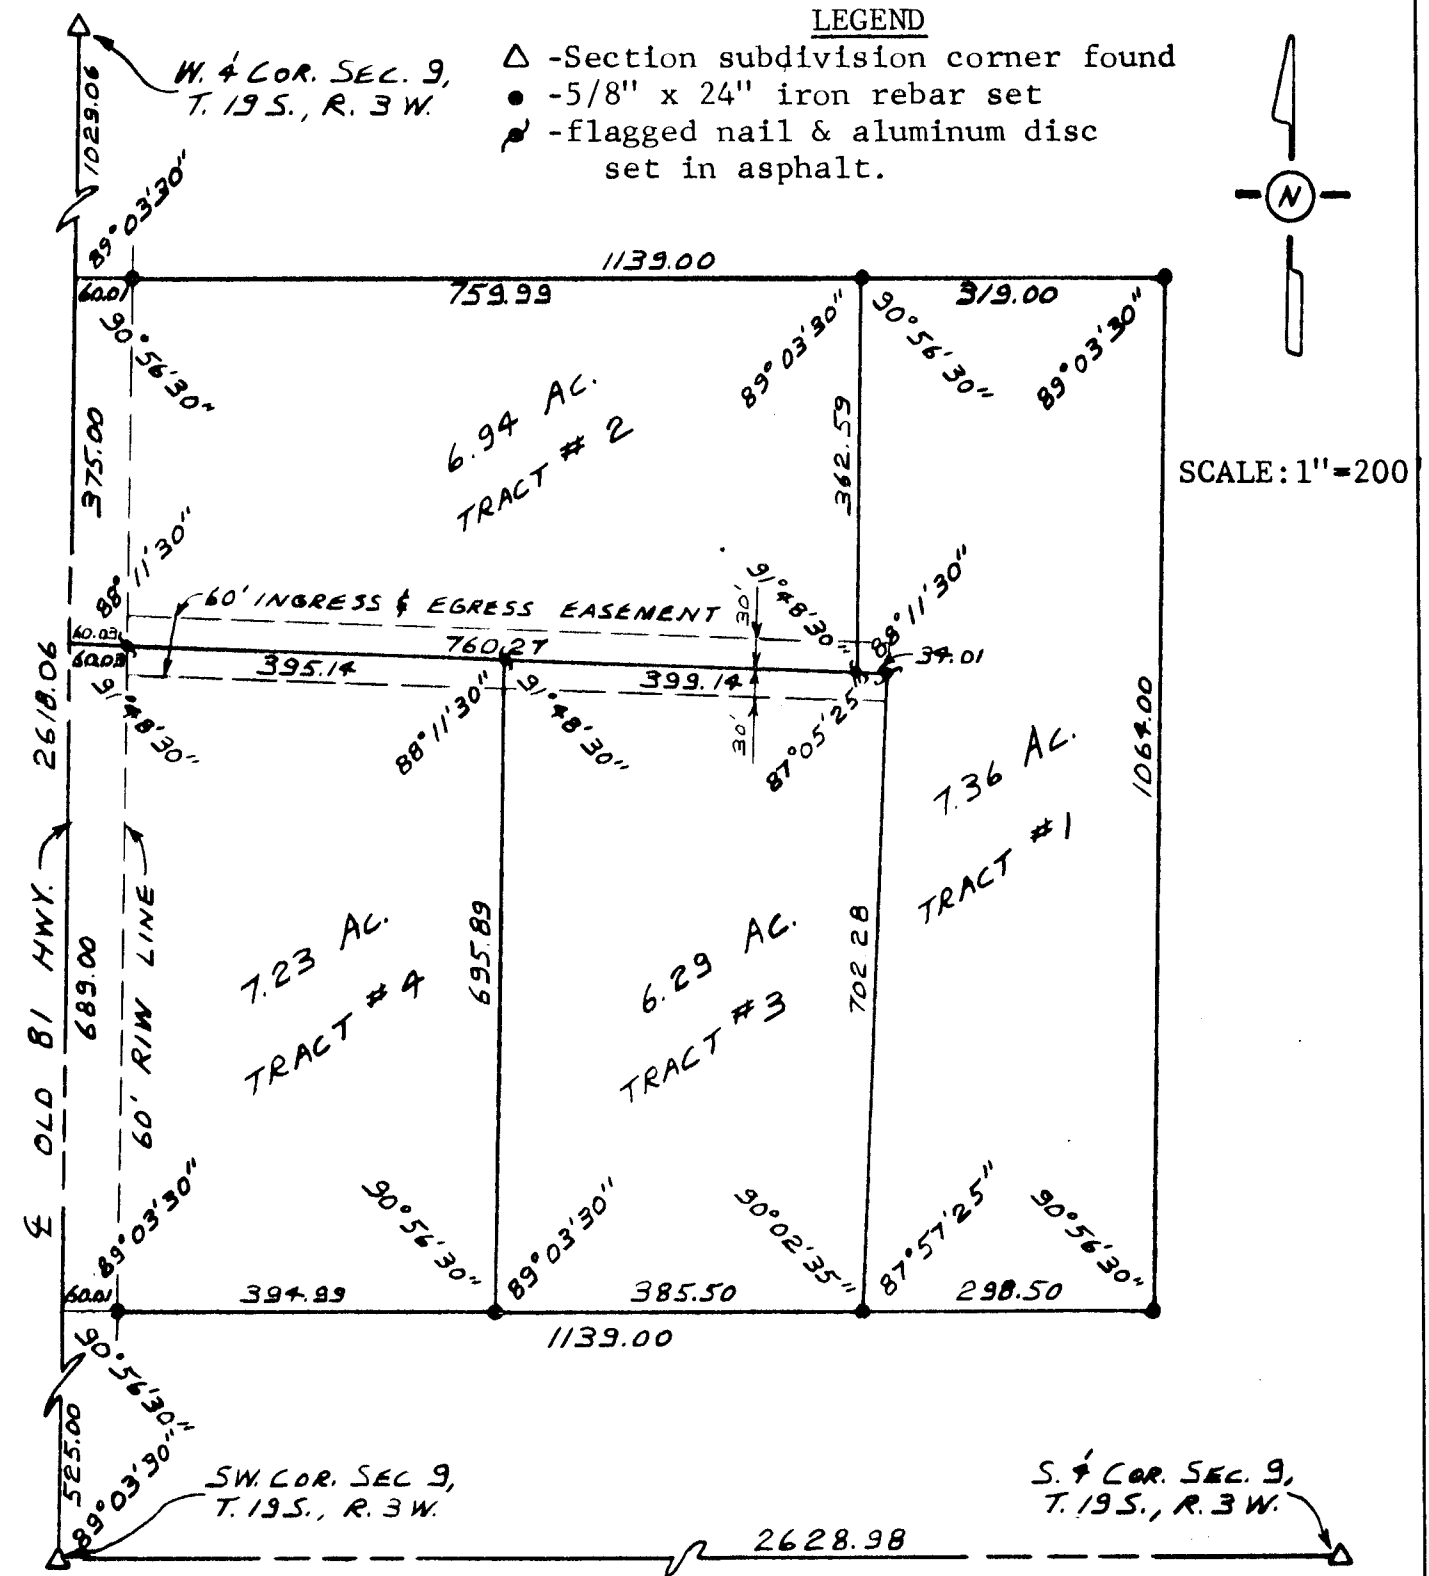 LEGEND
△ -Section subdivision corner found
● -5/8" x 24" iron rebar set
-flagged nail & aluminum disc
set in asphalt.
W. ¼ COR. SEC. 9,
T. 19 S., R. 3 W.
1029.06
89°03'30"
N
1139.00
60.01
759.99
319.00
90°56'30"
89°03'30"
90°56'30"
89°03'30"
375.00
6.94 AC.
TRACT # 2
362.59
SCALE: 1"=200
88°11'30"
60' INGRESS & EGRESS EASEMENT
30'
91°48'30"
88°11'30"
60.03
60.03
760.27
34.01
395.14
399.14
91°48'30"
88°11'30"
91°48'30"
30'
87°05'25"
2618.06
7.36 AC.
TRACT #1
1064.00
℄ OLD 81 HWY.
689.00
60' R/W LINE
7.23 AC.
TRACT # 4
695.89
6.29 AC.
TRACT #3
702.28
89°03'30"
90°56'30"
89°03'30"
90°02'35"
87°57'25"
90°56'30"
60.01
394.99
385.50
298.50
1139.00
90°56'30"
525.00
89°03'30"
SW. COR. SEC 9,
T. 19 S., R. 3 W.
S. ¼ COR. SEC. 9,
T. 19 S., R. 3 W.
2628.98